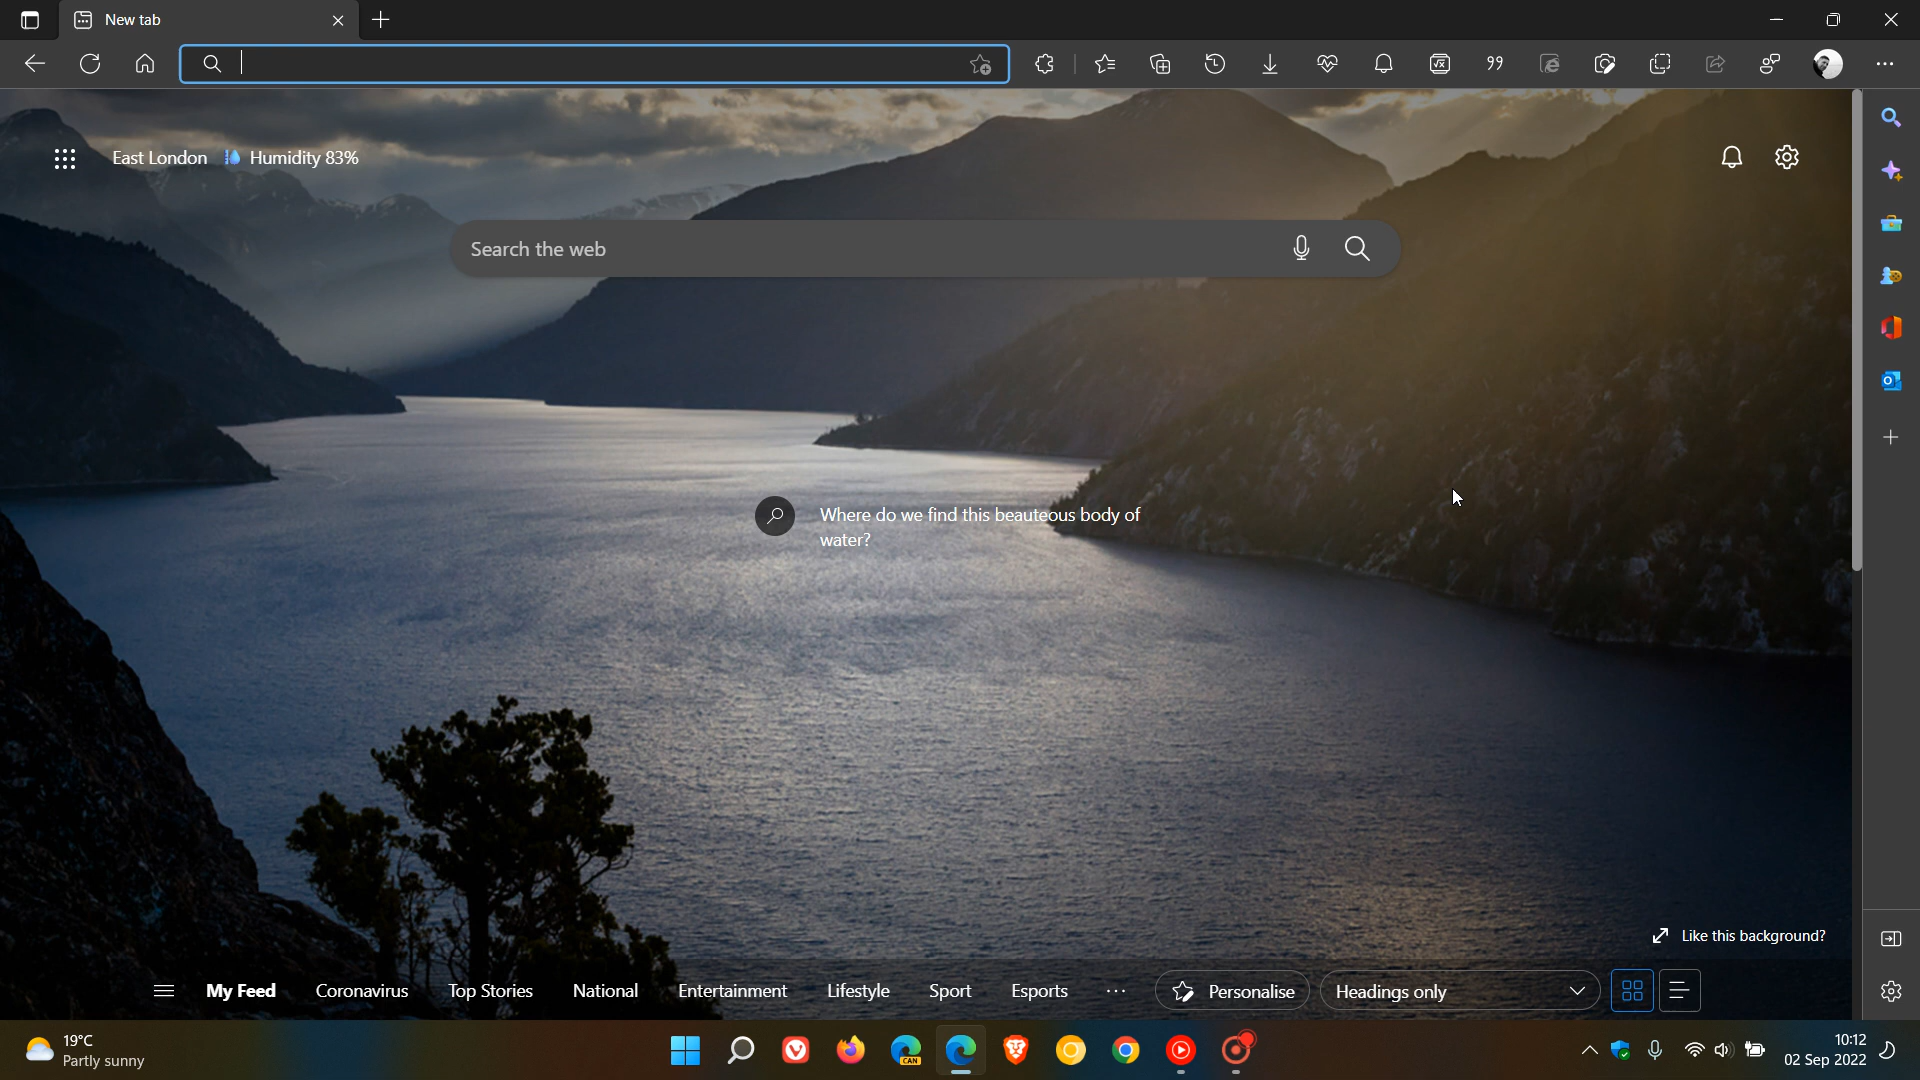 New tab
East London Humidity 83%
Search the web
Where do we find this beauteous body of
water?
Like this background?
My Feed Coronavirus Top Stories National Entertainment Lifestyle Sport Esports Personalise Headings only
19°C
Partly sunny
CAN
10:12
02 Sep 2022